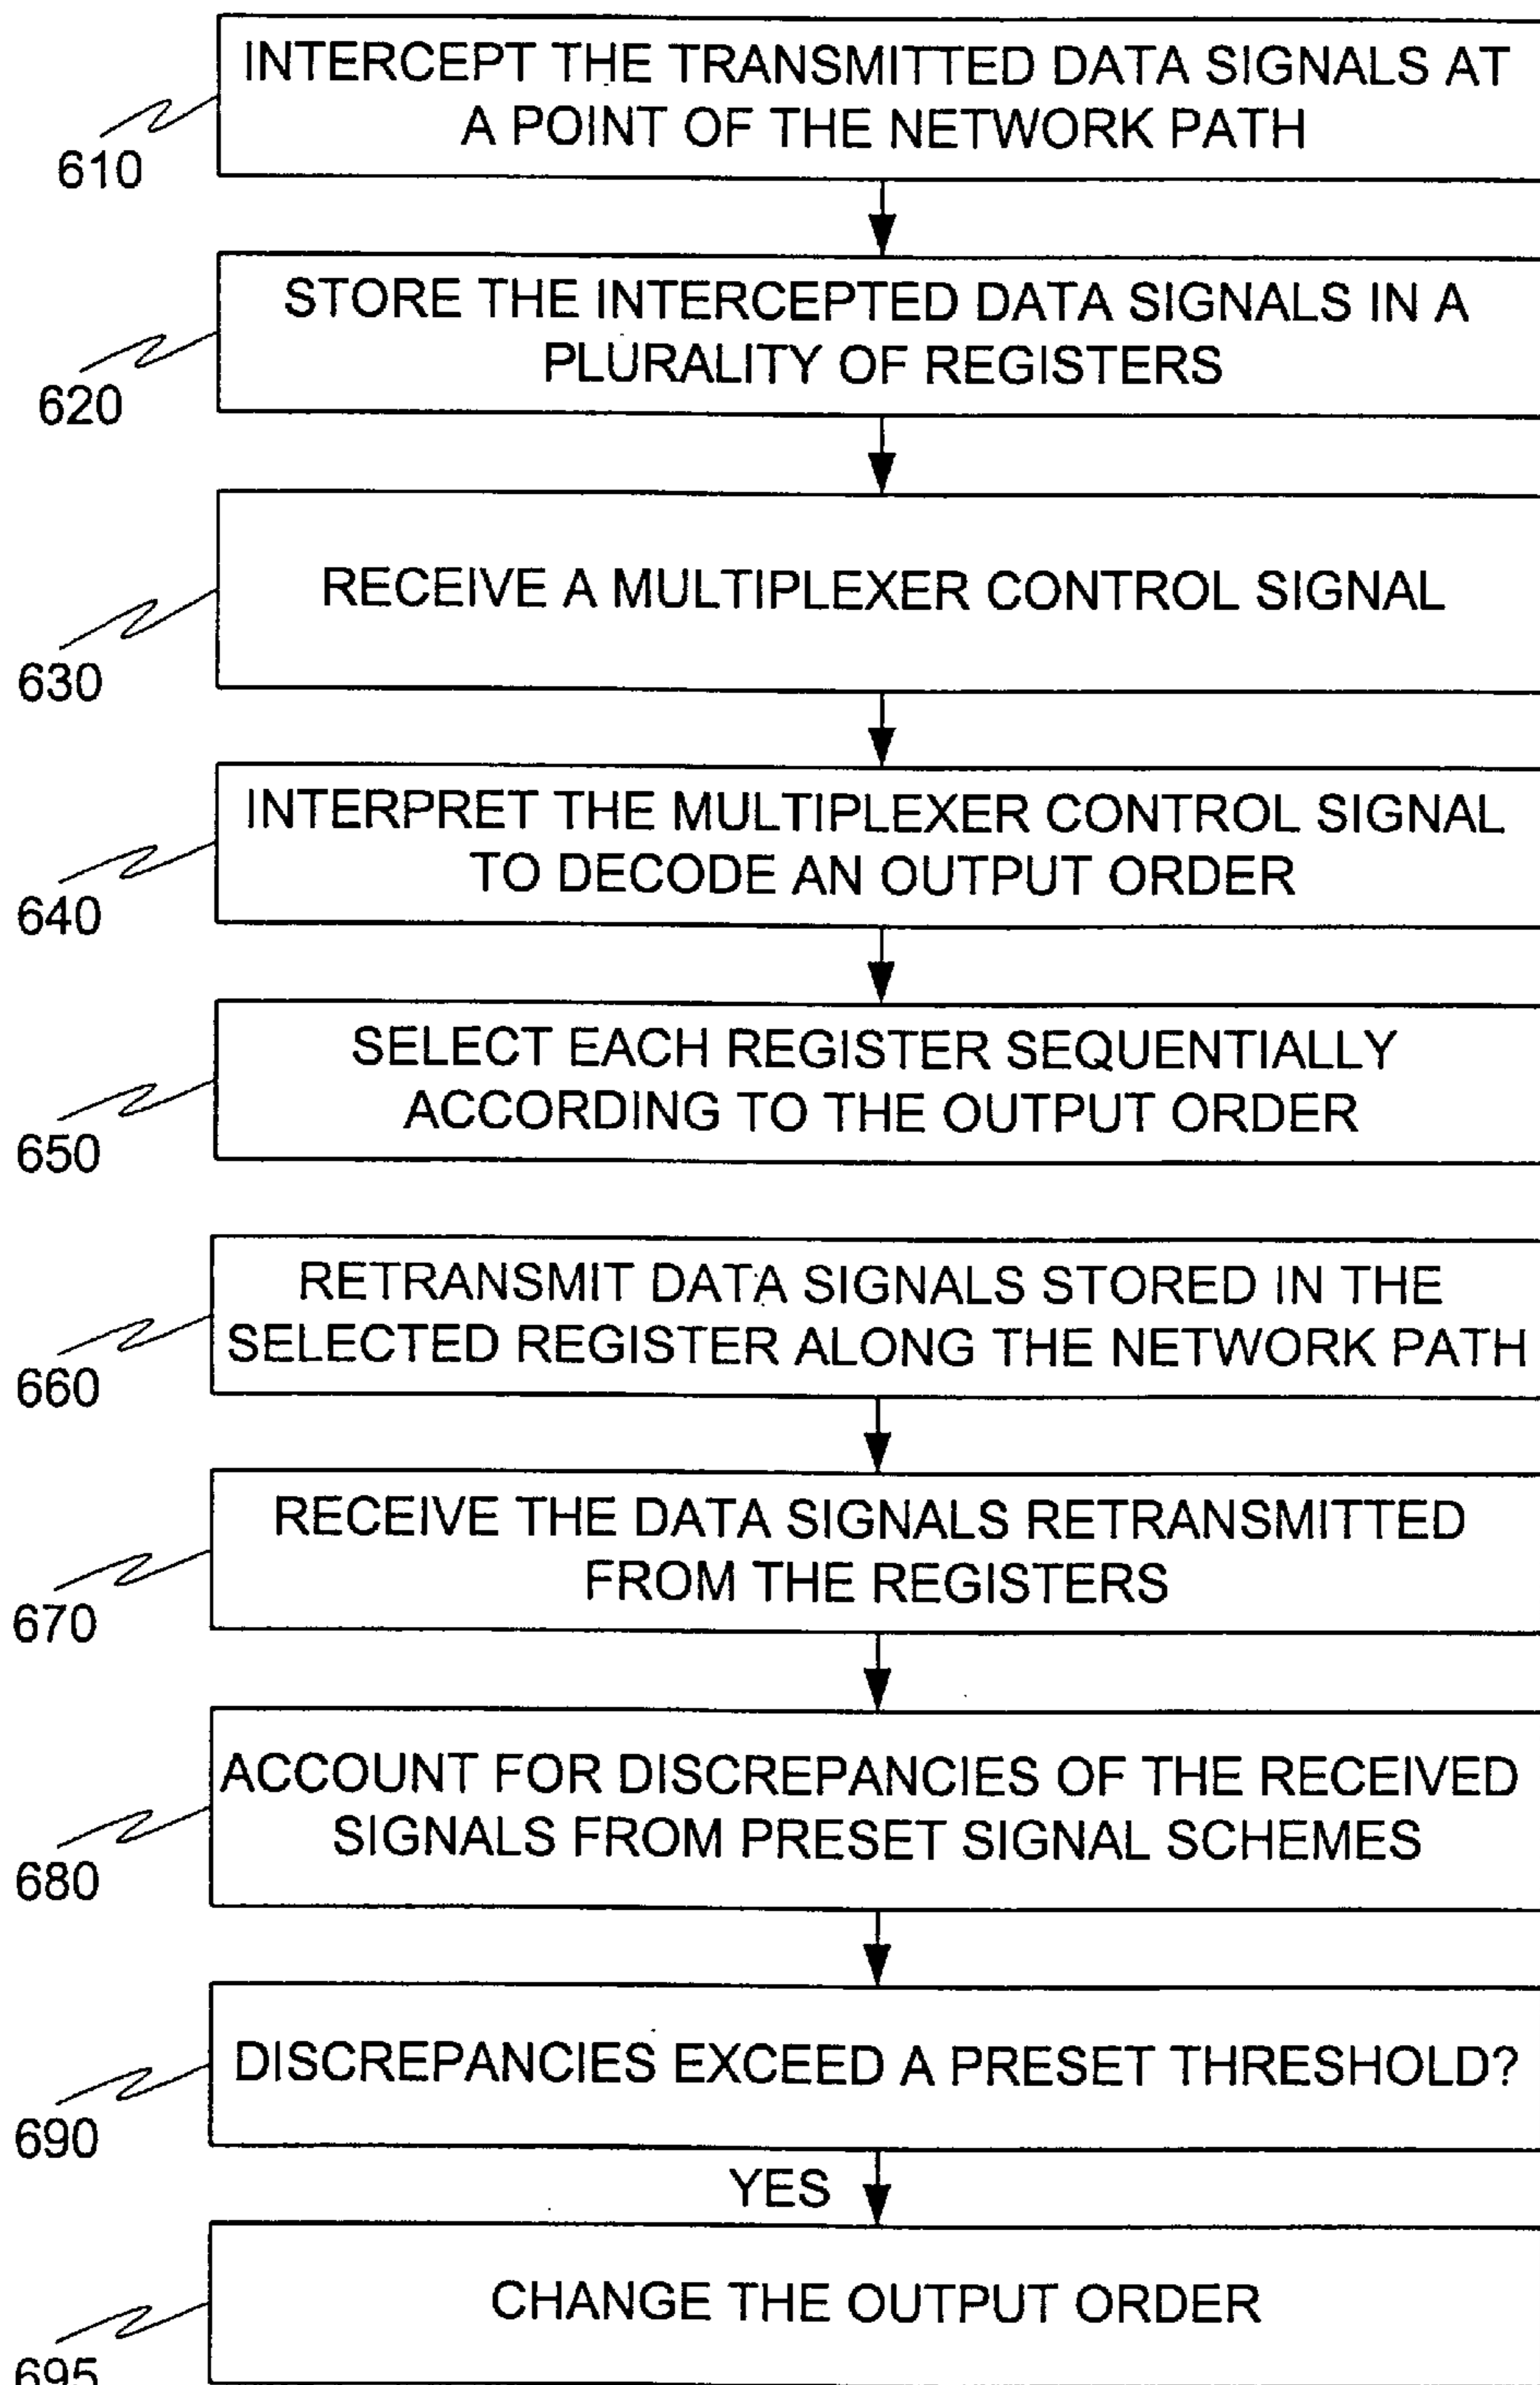 INTERCEPT THE TRANSMITTED DATA SIGNALS AT
A POINT OF THE NETWORK PATH
610
STORE THE INTERCEPTED DATA SIGNALS IN A
PLURALITY OF REGISTERS
620
RECEIVE A MULTIPLEXER CONTROL SIGNAL
630
INTERPRET THE MULTIPLEXER CONTROL SIGNAL
TO DECODE AN OUTPUT ORDER
640
SELECT EACH REGISTER SEQUENTIALLY
ACCORDING TO THE OUTPUT ORDER
650
RETRANSMIT DATA SIGNALS STORED IN THE
SELECTED REGISTER ALONG THE NETWORK PATH
660
RECEIVE THE DATA SIGNALS RETRANSMITTED
FROM THE REGISTERS
670
ACCOUNT FOR DISCREPANCIES OF THE RECEIVED
SIGNALS FROM PRESET SIGNAL SCHEMES
680
DISCREPANCIES EXCEED A PRESET THRESHOLD?
690
YES
CHANGE THE OUTPUT ORDER
695